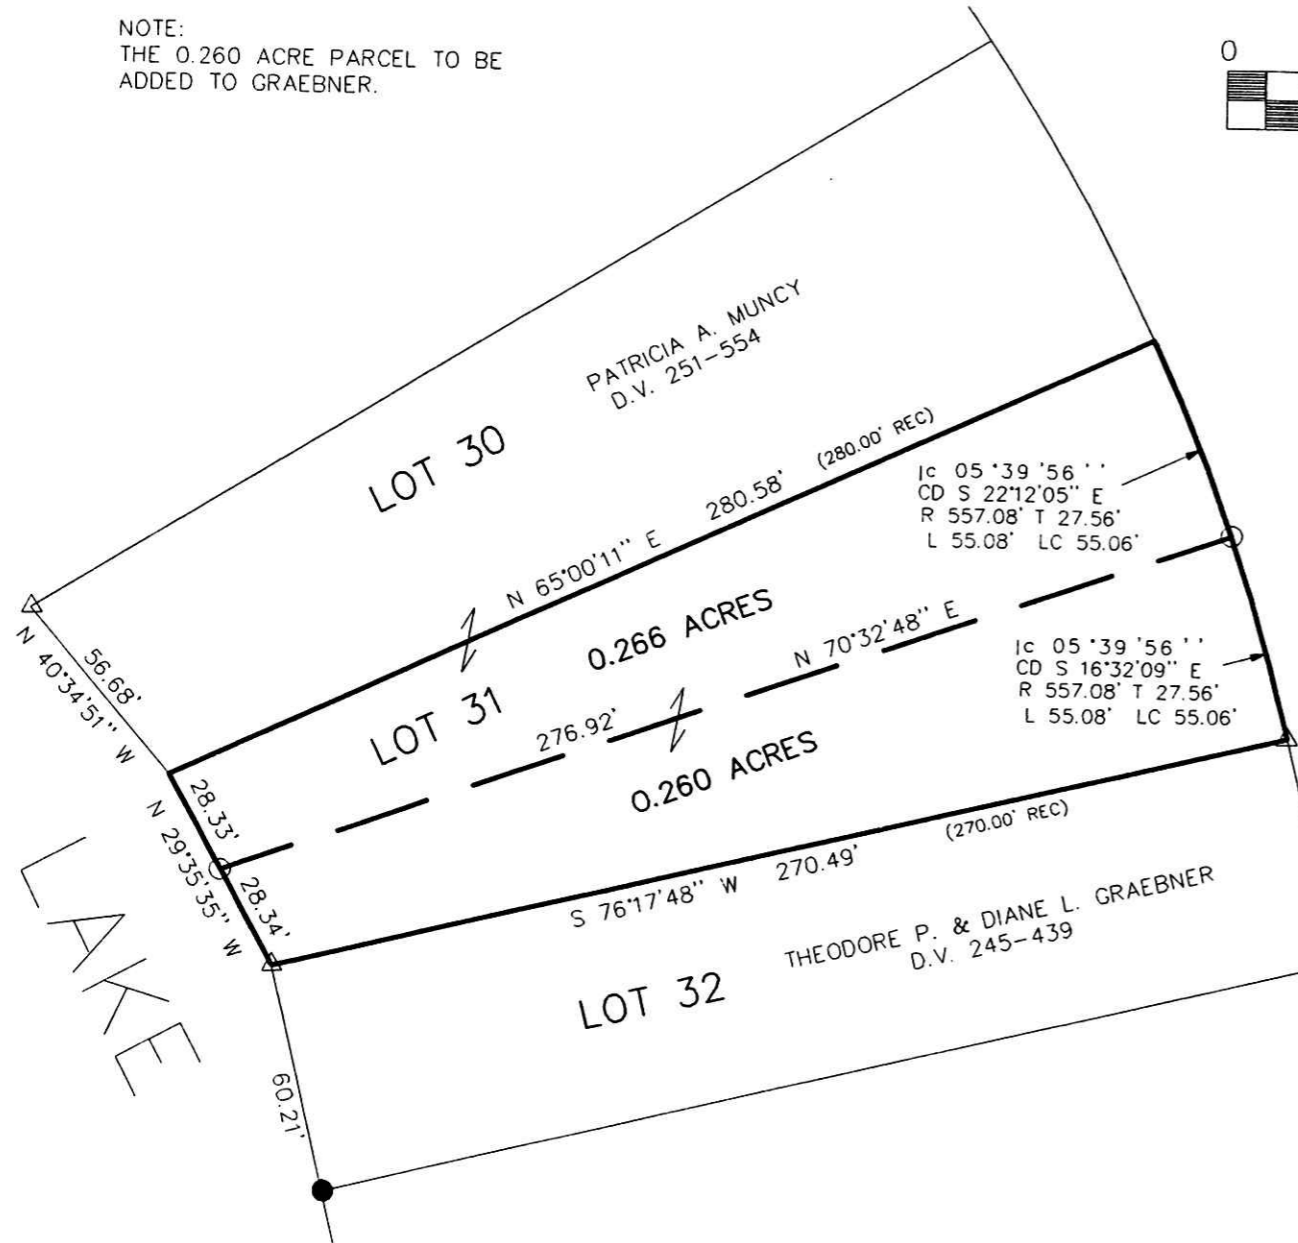 NOTE:
THE 0.260 ACRE PARCEL TO BE
ADDED TO GRAEBNER.
0
PATRICIA A. MUNCY
D.V. 251-554
LOT 30
N 65°00'11" E 280.58' (280.00' REC)
Ic 05°39'56''
CD S 22°12'05" E
R 557.08' T 27.56'
L 55.08' LC 55.06'
56.68'
N 40°34'51" W
0.266 ACRES
LOT 31
276.92' N 70°32'48" E
Ic 05°39'56''
CD S 16°32'09" E
R 557.08' T 27.56'
L 55.08' LC 55.06'
0.260 ACRES
28.33'
N 29°35'35" W
28.34'
S 76°17'48" W 270.49' (270.00' REC)
LAKE
THEODORE P. & DIANE L. GRAEBNER
D.V. 245-439
LOT 32
60.21'